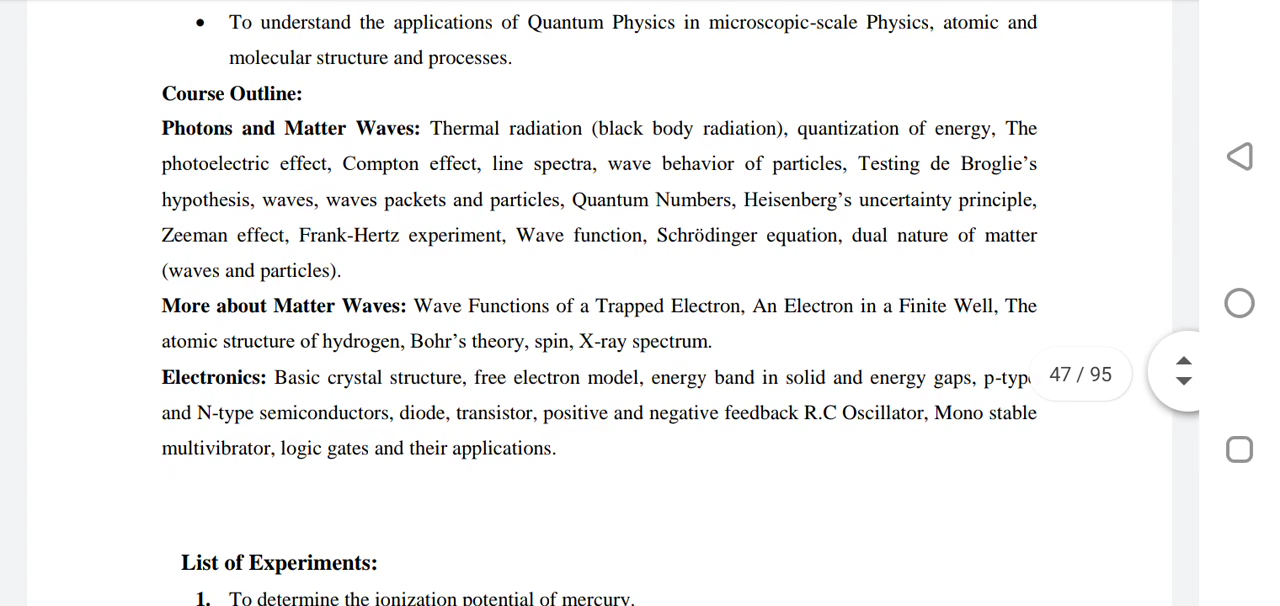 • To understand the applications of Quantum Physics in microscopic-scale Physics, atomic and
molecular structure and processes.
Course Outline:
Photons and Matter Waves: Thermal radiation (black body radiation), quantization of energy, The
photoelectric effect, Compton effect, line spectra, wave behavior of particles, Testing de Broglie's
hypothesis, waves, waves packets and particles, Quantum Numbers, Heisenberg's uncertainty principle,
Zeeman effect, Frank-Hertz experiment, Wave function, Schrödinger equation, dual nature of matter
(waves and particles).
More about Matter Waves: Wave Functions of a Trapped Electron, An Electron in a Finite Well, The
atomic structure of hydrogen, Bohr's theory, spin, X-ray spectrum.
Electronics: Basic crystal structure, free electron model, energy band in solid and energy gaps, p-type
47 / 95
and N-type semiconductors, diode, transistor, positive and negative feedback R.C Oscillator, Mono stable
multivibrator, logic gates and their applications.
List of Experiments:
1. To determine the ionization potential of mercury.